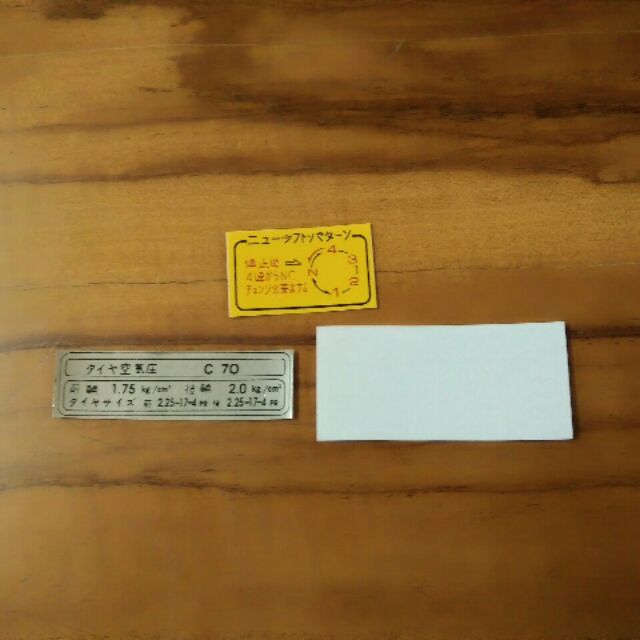 ニューシフトパターン
停止時
4速からNに
チェンジ出来ます
N 4 3 2 1
タイヤ空気圧 C 70
前輪 1.75 kg/cm² 後輪 2.0 kg/cm²
タイヤサイズ 前 2.25-17-4 PR 後 2.25-17-4 PR